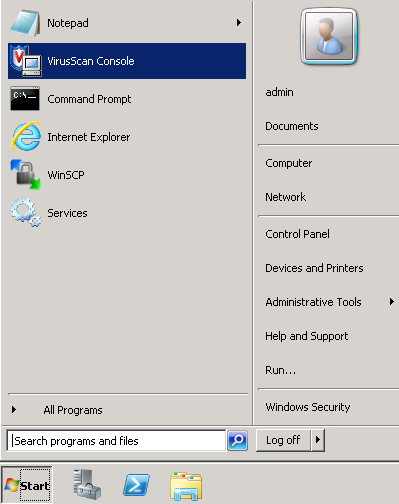 Notepad
VirusScan Console
C:\
Command Prompt
Internet Explorer
WinSCP
Services
All Programs
Search programs and files
admin
Documents
Computer
Network
Control Panel
Devices and Printers
Administrative Tools
Help and Support
Run...
Windows Security
Log off
Start